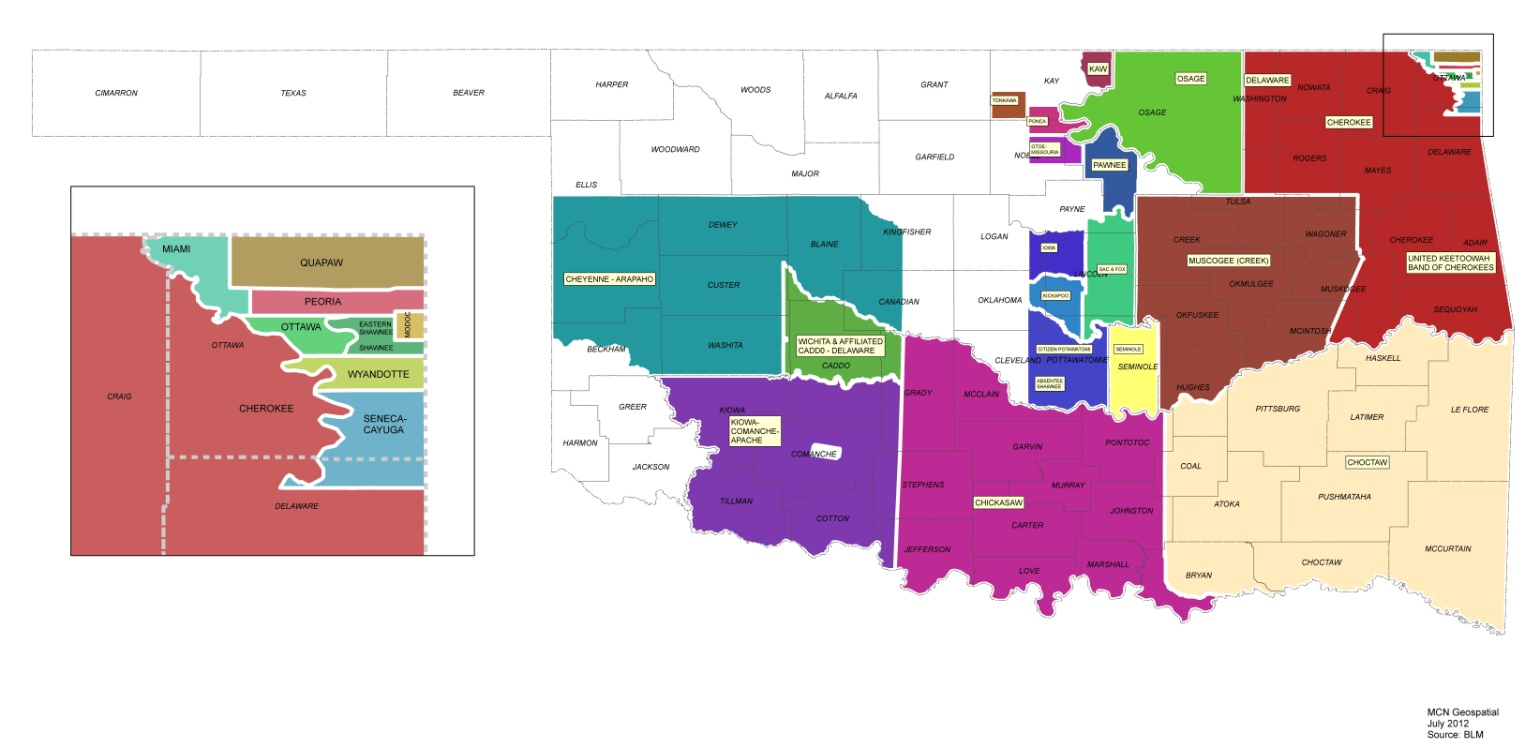 CIMARRON
TEXAS
BEAVER
HARPER
WOODS
ALFALFA
GRANT
KAY
KAW
OSAGE
DELAWARE
WASHINGTON
NOWATA
CRAIG
OTTAWA
TONKAWA
PONCA
OSAGE
CHEROKEE
WOODWARD
MAJOR
GARFIELD
NOBLE
OTOE-
MISSOURIA
PAWNEE
ROGERS
MAYES
DELAWARE
ELLIS
DEWEY
BLAINE
KINGFISHER
LOGAN
PAYNE
TULSA
CREEK
WAGONER
CHEROKEE
ADAIR
IOWA
SAC & FOX
LINCOLN
MUSCOGEE (CREEK)
UNITED KEETOOWAH
BAND OF CHEROKEES
CHEYENNE - ARAPAHO
CUSTER
CANADIAN
OKLAHOMA
KICKAPOO
OKMULGEE
MUSKOGEE
OKFUSKEE
SEQUOYAH
MCINTOSH
BECKHAM
WASHITA
WICHITA & AFFILIATED
CADD0 - DELAWARE
CADDO
CLEVELAND
CITIZEN POTAWATOMI
POTTAWATOMIE
SEMINOLE
SEMINOLE
ABSENTEE
SHAWNEE
HUGHES
HASKELL
GREER
KIOWA
KIOWA-
COMANCHE-
APACHE
GRADY
MCCLAIN
PITTSBURG
LATIMER
LE FLORE
HARMON
JACKSON
COMANCHE
GARVIN
PONTOTOC
COAL
CHOCTAW
TILLMAN
COTTON
STEPHENS
CHICKASAW
MURRAY
JOHNSTON
CARTER
ATOKA
PUSHMATAHA
JEFFERSON
LOVE
MARSHALL
BRYAN
CHOCTAW
MCCURTAIN
MIAMI
QUAPAW
PEORIA
OTTAWA
EASTERN
SHAWNEE
MODOC
SHAWNEE
OTTAWA
WYANDOTTE
CRAIG
CHEROKEE
SENECA-
CAYUGA
DELAWARE
MCN Geospatial
July 2012
Source: BLM